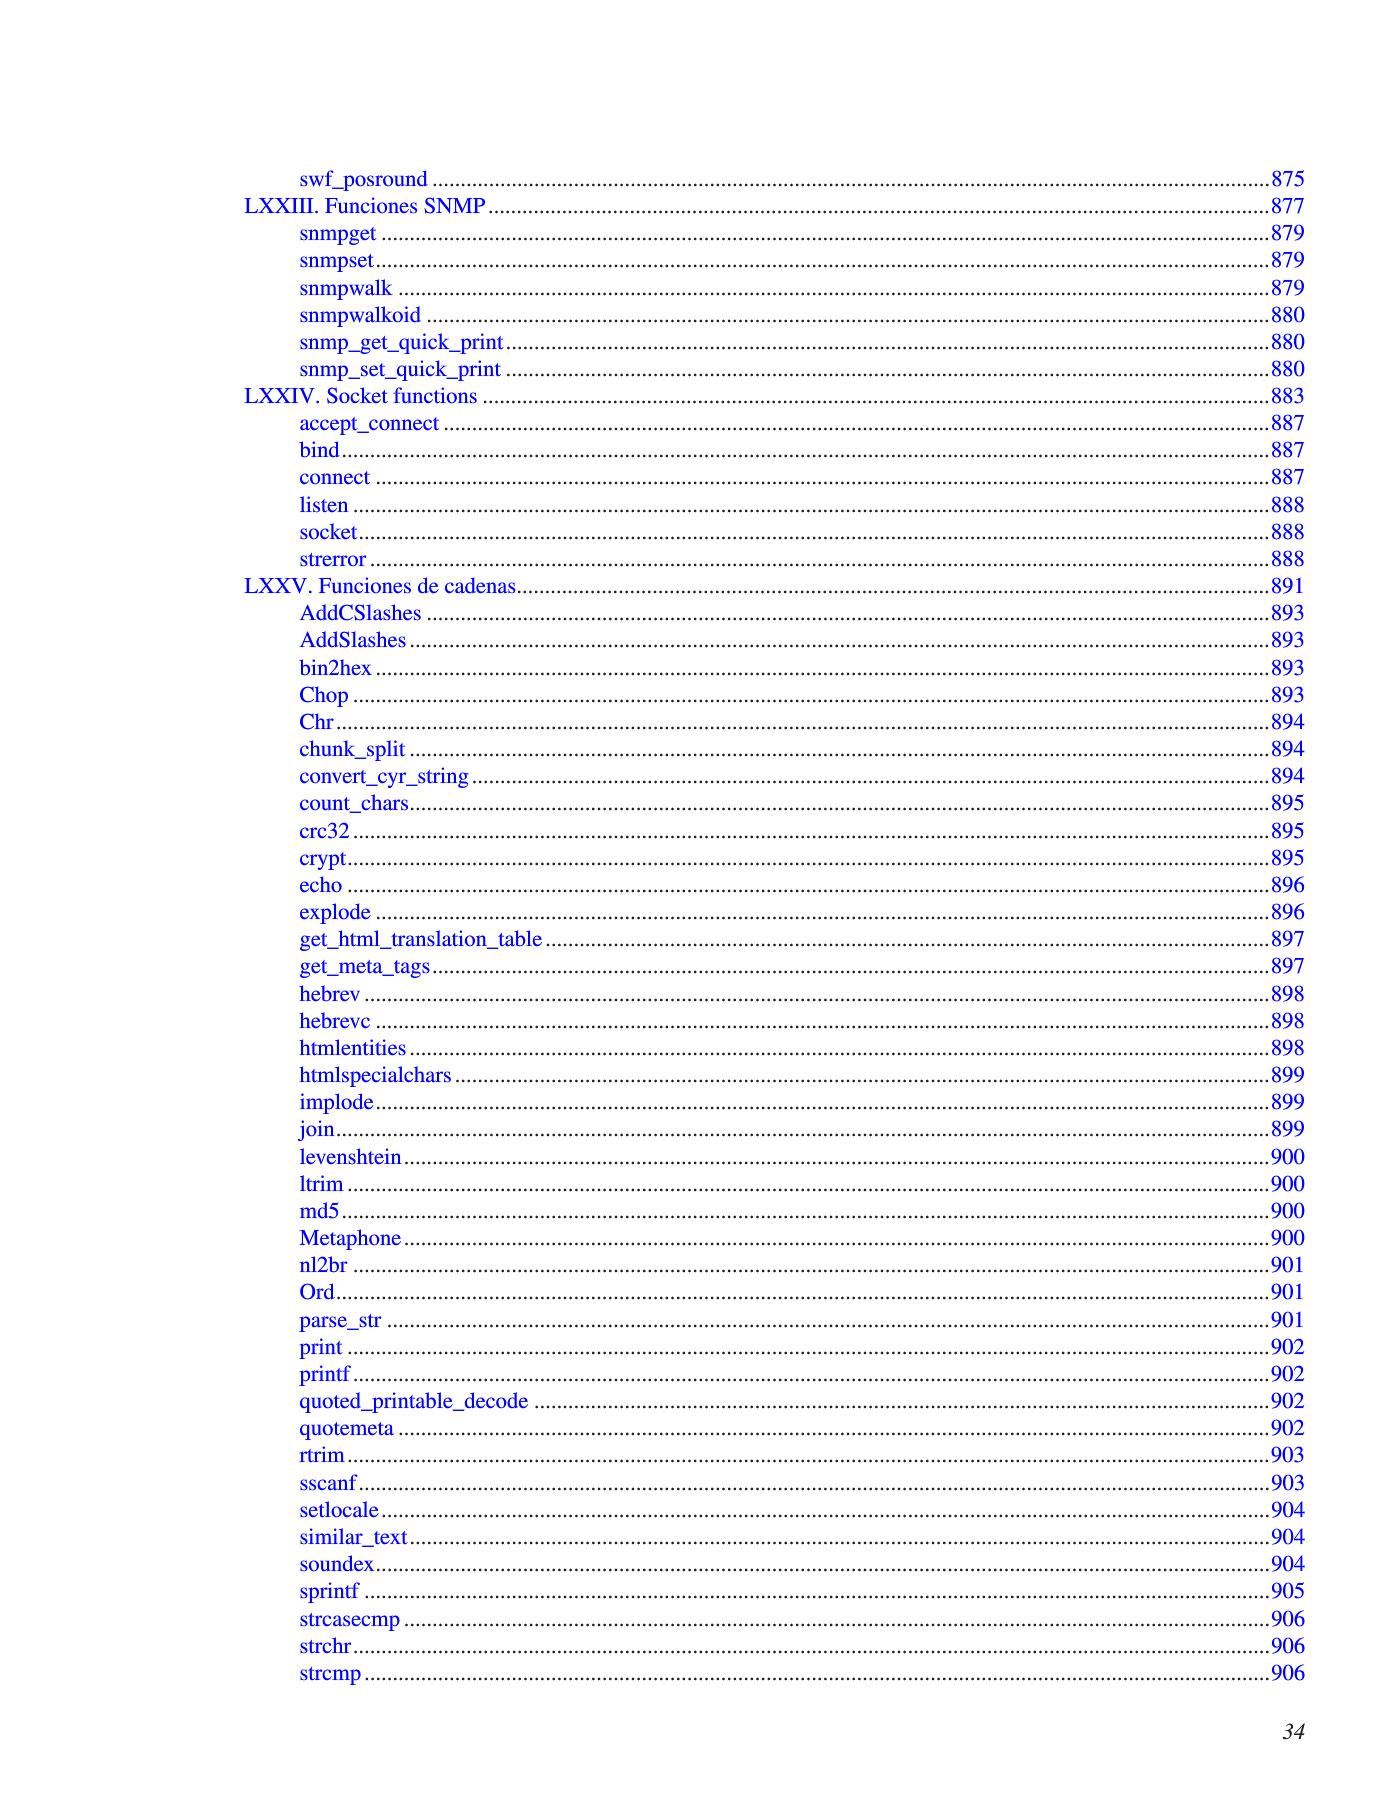 swf_posround ........ 875
LXXIII. Funciones SNMP ........ 877
snmpget ........ 879
snmpset ........ 879
snmpwalk ........ 879
snmpwalkoid ........ 880
snmp_get_quick_print ........ 880
snmp_set_quick_print ........ 880
LXXIV. Socket functions ........ 883
accept_connect ........ 887
bind ........ 887
connect ........ 887
listen ........ 888
socket ........ 888
strerror ........ 888
LXXV. Funciones de cadenas ........ 891
AddCSlashes ........ 893
AddSlashes ........ 893
bin2hex ........ 893
Chop ........ 893
Chr ........ 894
chunk_split ........ 894
convert_cyr_string ........ 894
count_chars ........ 895
crc32 ........ 895
crypt ........ 895
echo ........ 896
explode ........ 896
get_html_translation_table ........ 897
get_meta_tags ........ 897
hebrev ........ 898
hebrevc ........ 898
htmlentities ........ 898
htmlspecialchars ........ 899
implode ........ 899
join ........ 899
levenshtein ........ 900
ltrim ........ 900
md5 ........ 900
Metaphone ........ 900
nl2br ........ 901
Ord ........ 901
parse_str ........ 901
print ........ 902
printf ........ 902
quoted_printable_decode ........ 902
quotemeta ........ 902
rtrim ........ 903
sscanf ........ 903
setlocale ........ 904
similar_text ........ 904
soundex ........ 904
sprintf ........ 905
strcasecmp ........ 906
strchr ........ 906
strcmp ........ 906
34